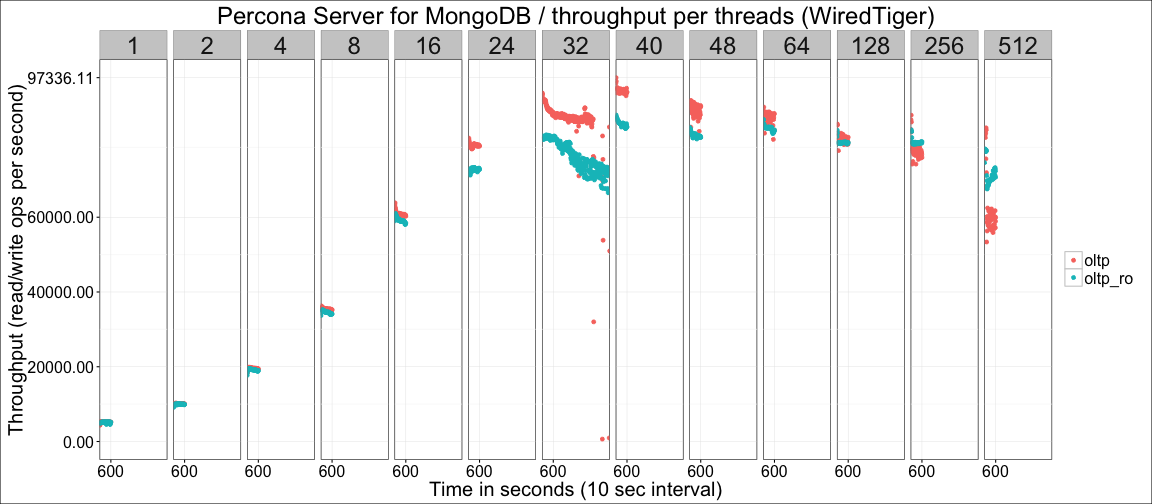 Percona Server for MongoDB / throughput per threads (WiredTiger)
1 2 4 8 16 24 32 40 48 64 128 256 512
Throughput (read/write ops per second)
97336.11
60000.00
40000.00
20000.00
0.00
oltp
oltp_ro
600 600 600 600 600 600 600 600 600 600 600 600 600
Time in seconds (10 sec interval)